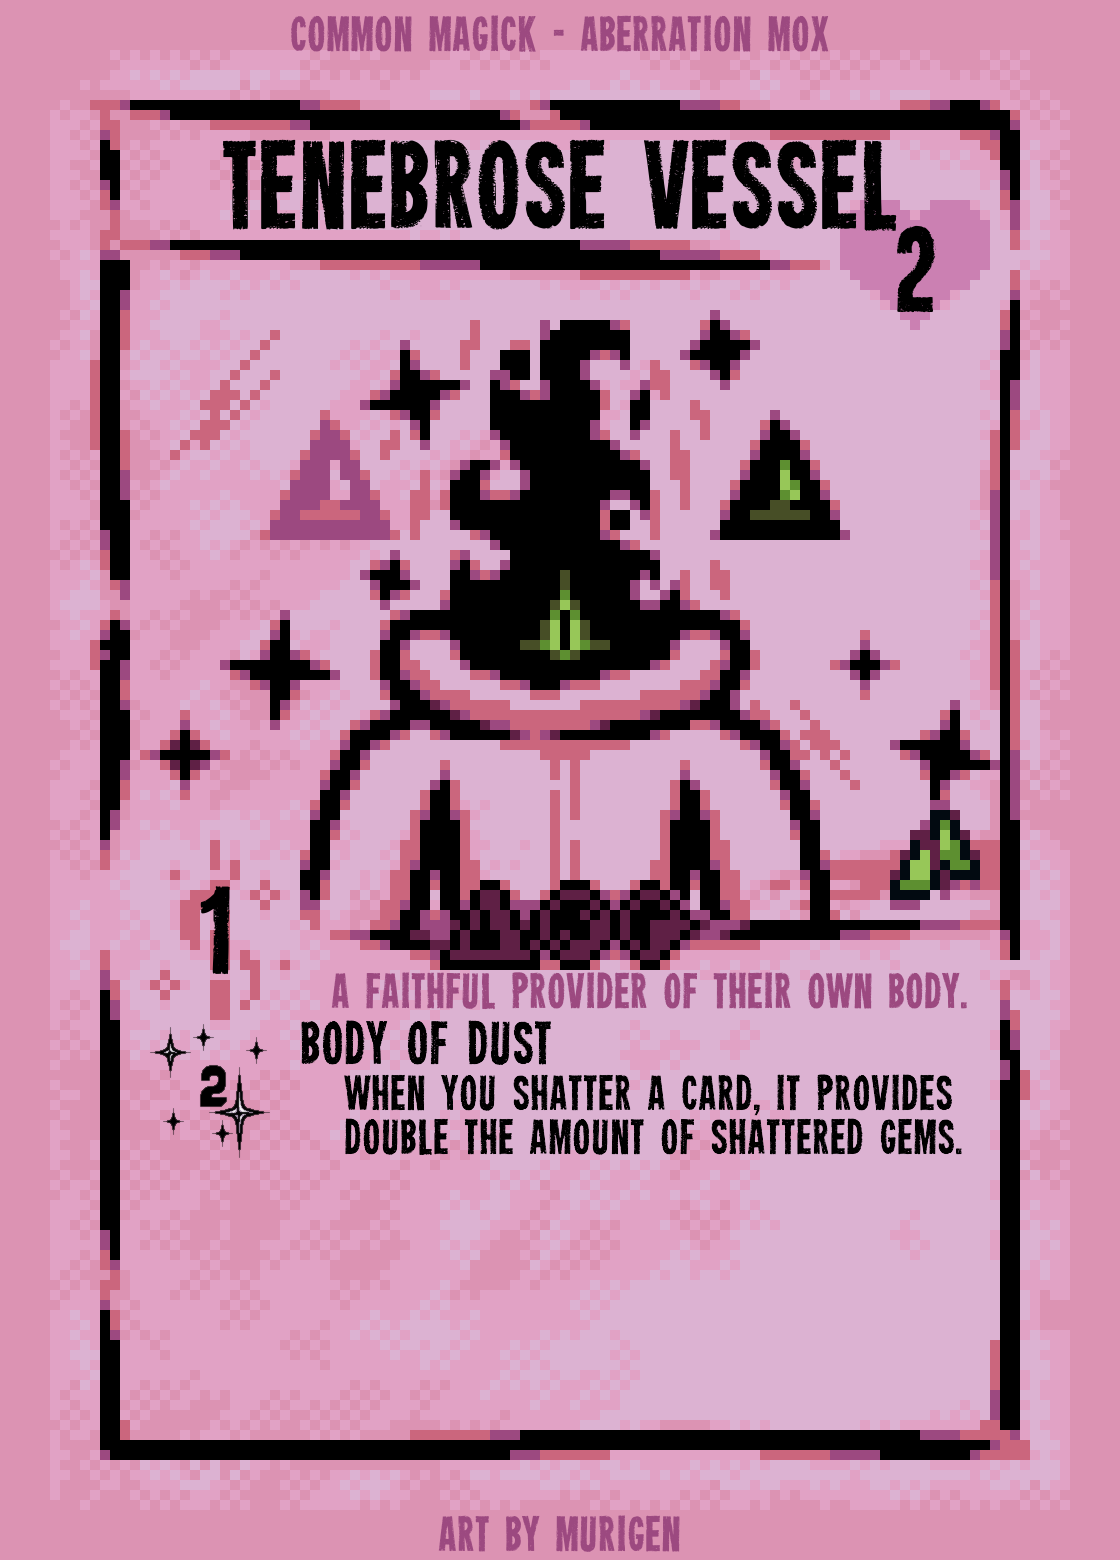 COMMON MAGICK - ABERRATION MOX
TENEBROSE VESSEL
2
1
A FAITHFUL PROVIDER OF THEIR OWN BODY.
2
BODY OF DUST
WHEN YOU SHATTER A CARD, IT PROVIDES
DOUBLE THE AMOUNT OF SHATTERED GEMS.
ART BY MURIGEN